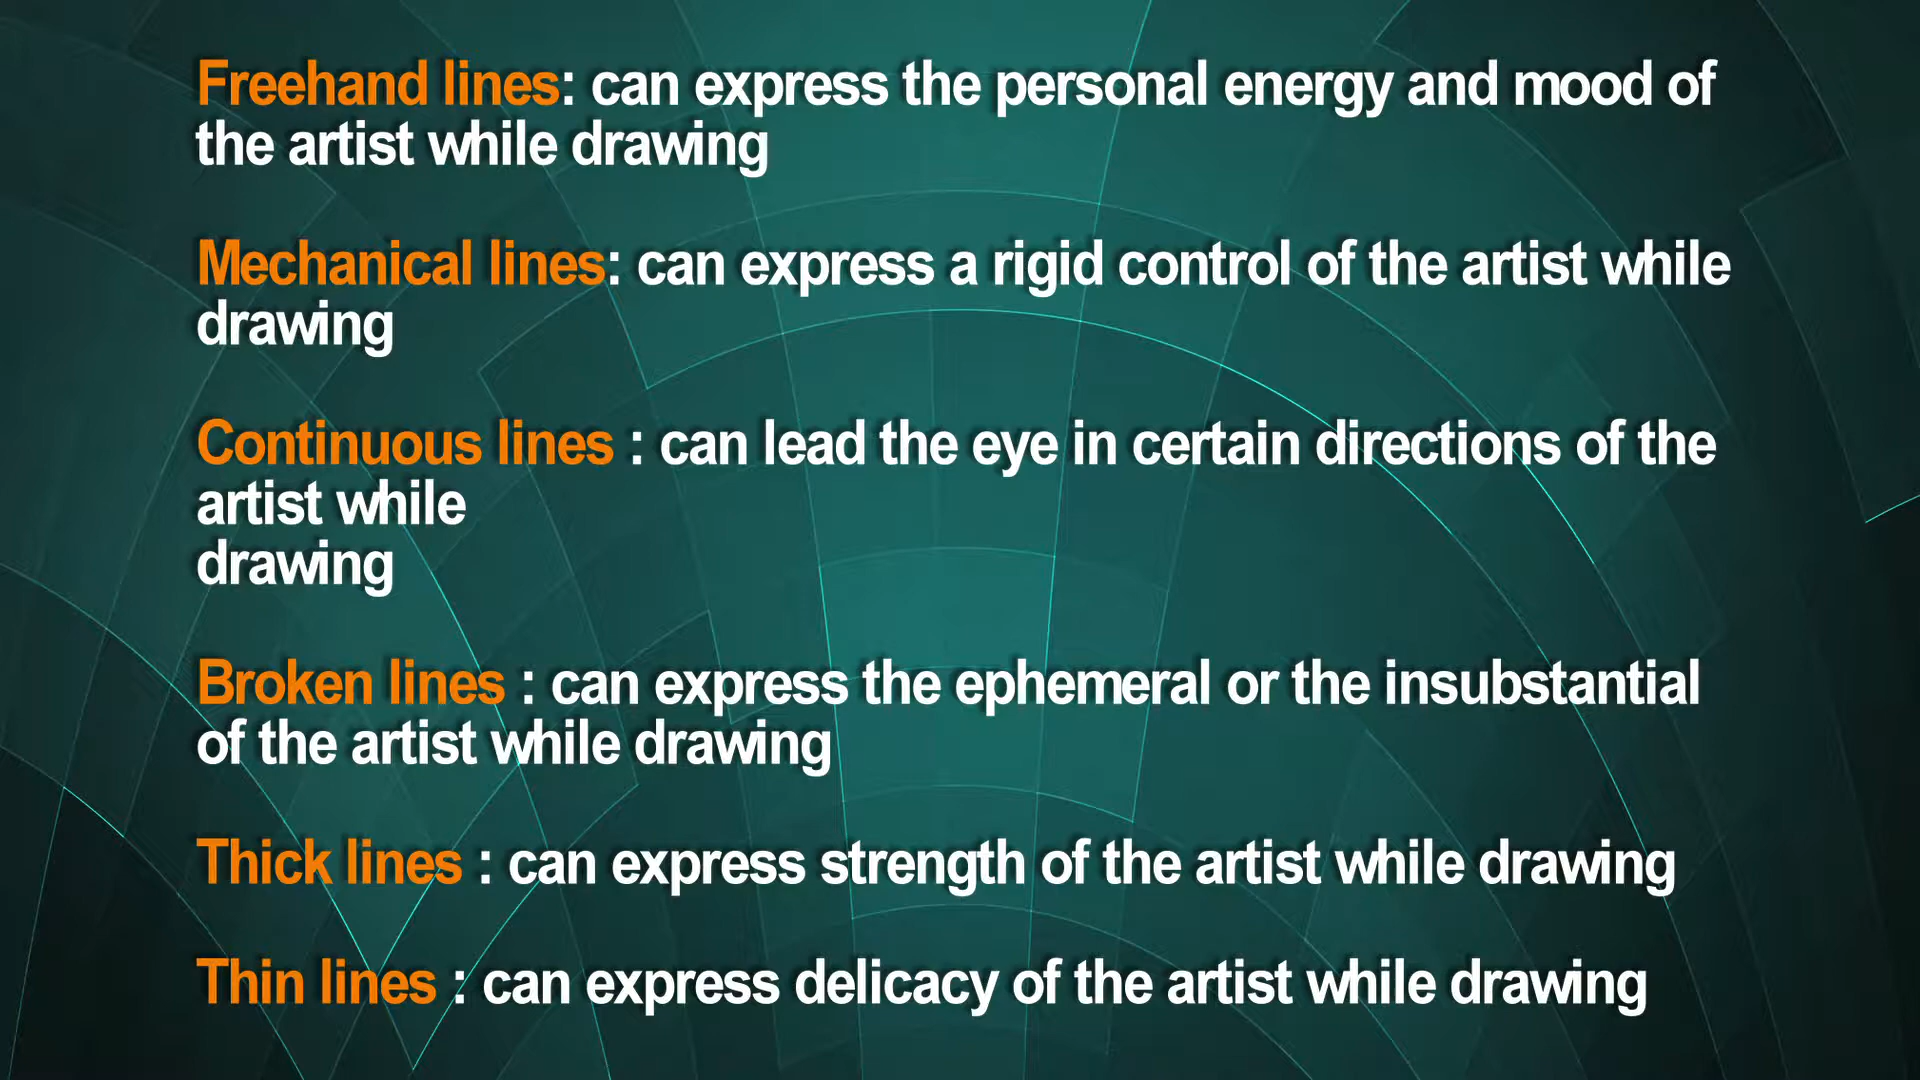 Freehand lines: can express the personal energy and mood of
the artist while drawing
Mechanical lines: can express a rigid control of the artist while
drawing
Continuous lines : can lead the eye in certain directions of the
artist while
drawing
Broken lines : can express the ephemeral or the insubstantial
of the artist while drawing
Thick lines : can express strength of the artist while drawing
Thin lines : can express delicacy of the artist while drawing